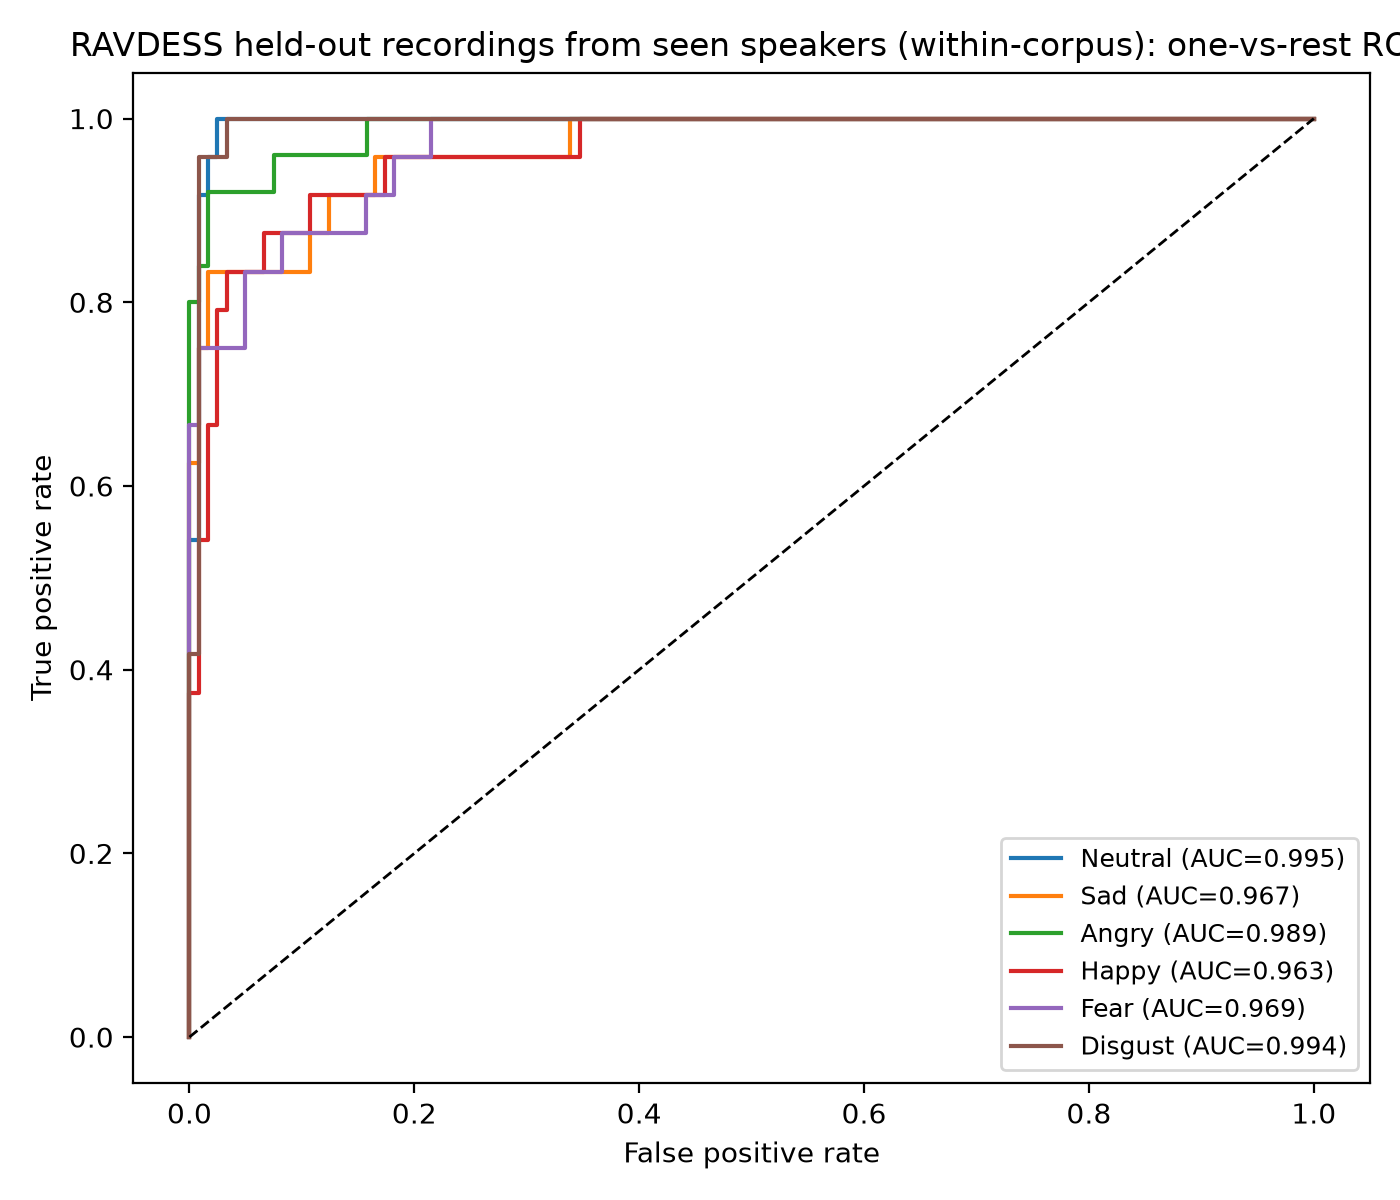 RAVDESS held-out recordings from seen speakers (within-corpus): one-vs-rest
1.0
0.8
0.6
0.4
0.2
0.0
True positive rate
0.0 0.2 0.4 0.6 0.8 1.0
False positive rate
Neutral (AUC=0.995)
Sad (AUC=0.967)
Angry (AUC=0.989)
Happy (AUC=0.963)
Fear (AUC=0.969)
Disgust (AUC=0.994)